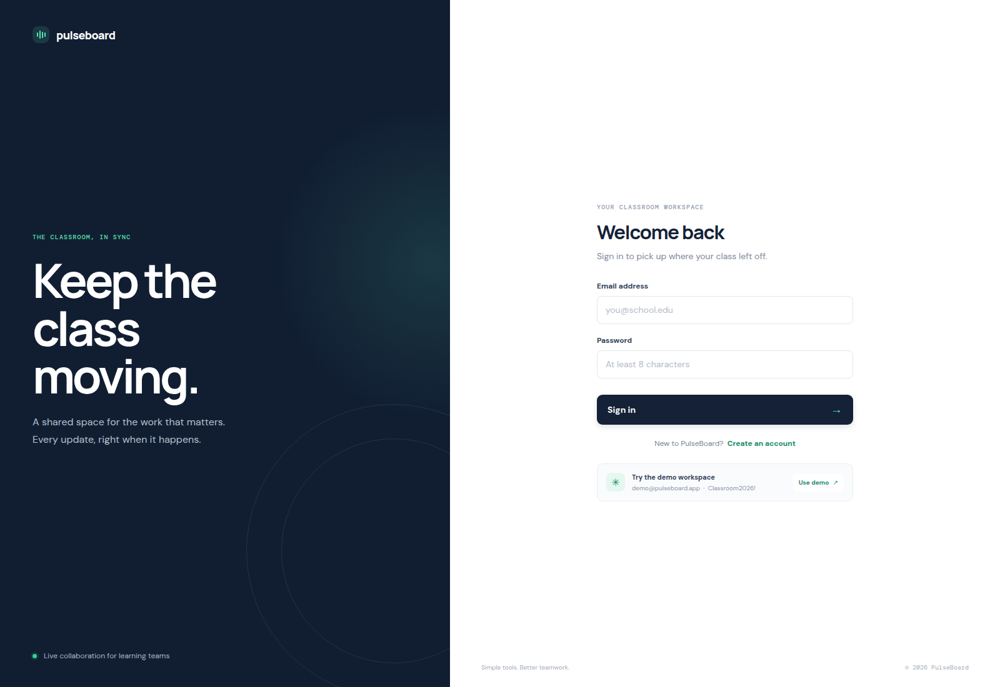 pulseboard
THE CLASSROOM, IN SYNC
Keep the
class
moving.
A shared space for the work that matters.
Every update, right when it happens.
Live collaboration for learning teams
YOUR CLASSROOM WORKSPACE
Welcome back
Sign in to pick up where your class left off.
Email address
you@school.edu
Password
At least 8 characters
Sign in →
New to PulseBoard? Create an account
Try the demo workspace
demo@pulseboard.app · Classroom2026!
Use demo ↗
Simple tools. Better teamwork.
© 2026 PulseBoard